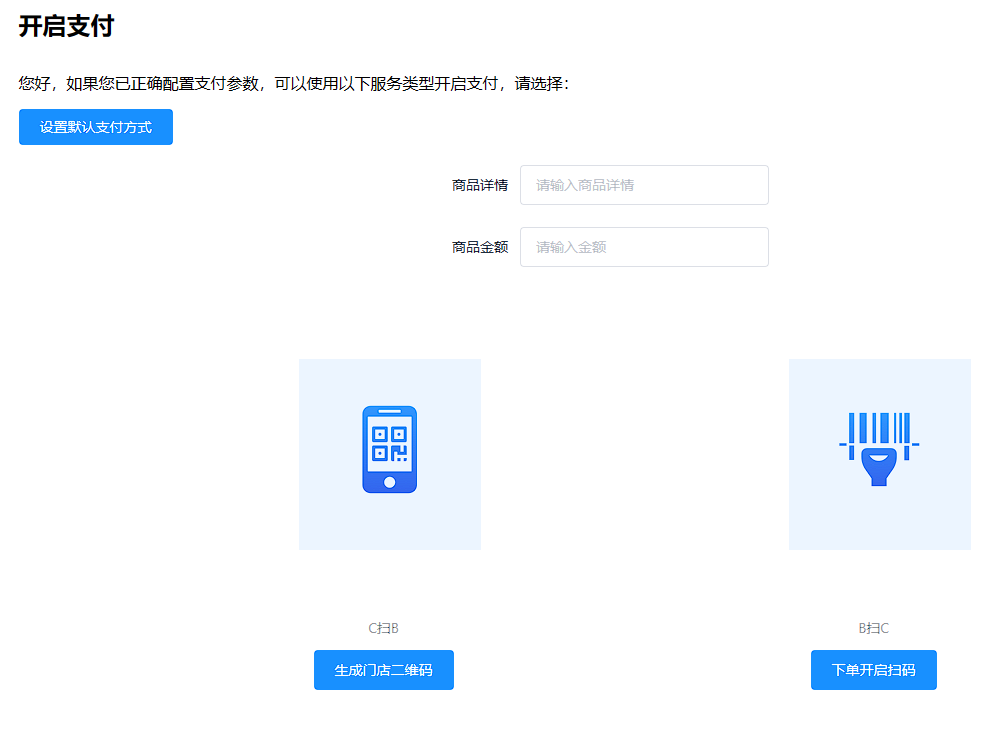 开启支付
您好，如果您已正确配置支付参数，可以使用以下服务类型开启支付，请选择：
设置默认支付方式
商品详情 请输入商品详情
商品金额 请输入金额
C扫B B扫C
生成门店二维码 下单开启扫码